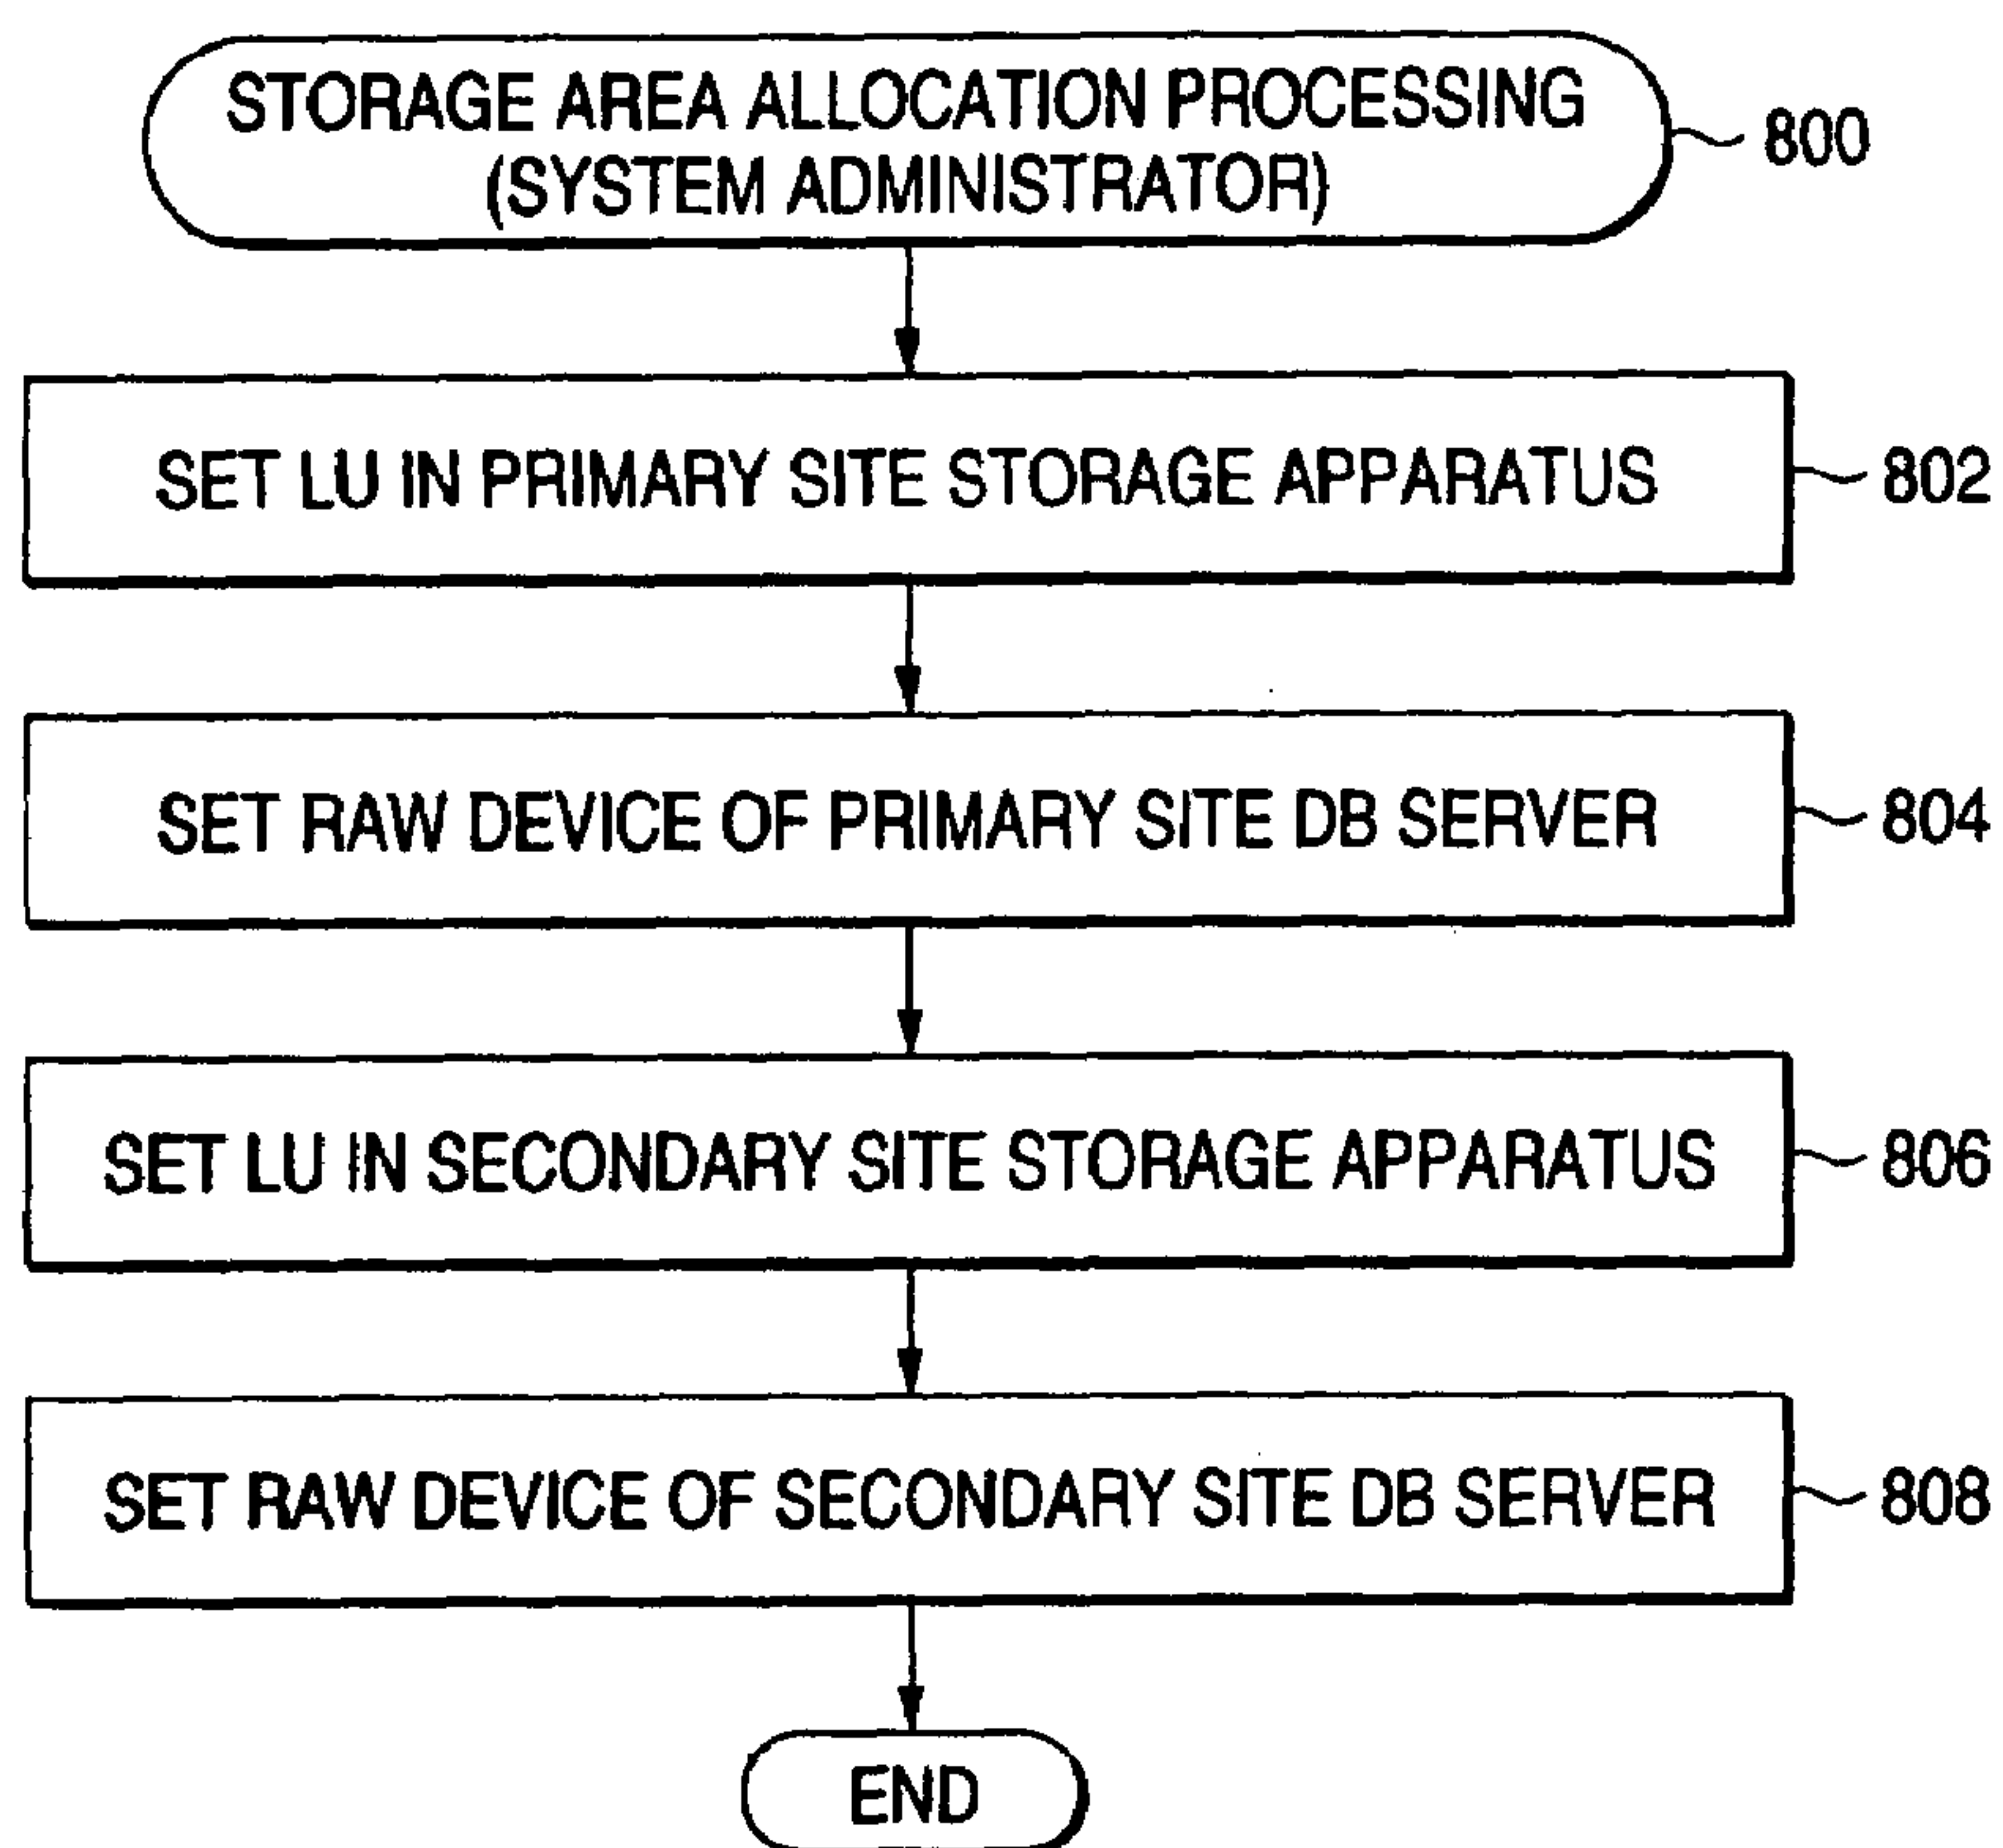 STORAGE AREA ALLOCATION PROCESSING
(SYSTEM ADMINISTRATOR)
800
SET LU IN PRIMARY SITE STORAGE APPARATUS
802
SET RAW DEVICE OF PRIMARY SITE DB SERVER
804
SET LU IN SECONDARY SITE STORAGE APPARATUS
806
SET RAW DEVICE OF SECONDARY SITE DB SERVER
808
END